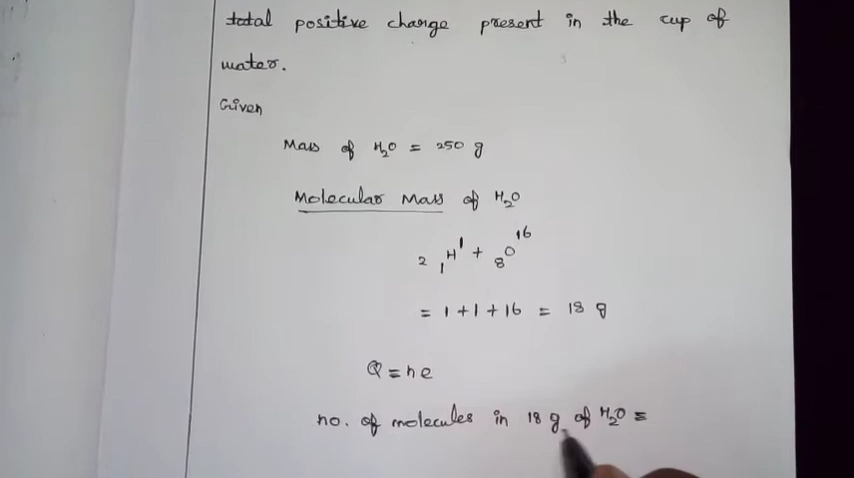 total positive charge present in the cup of
water.
Given
Mass of H₂O = 250 g
Molecular Mass of H₂O
2 ₁H¹ + ₈O¹⁶
= 1 + 1 + 16 = 18 g
Q = ne
no. of molecules in 18 g of H₂O =